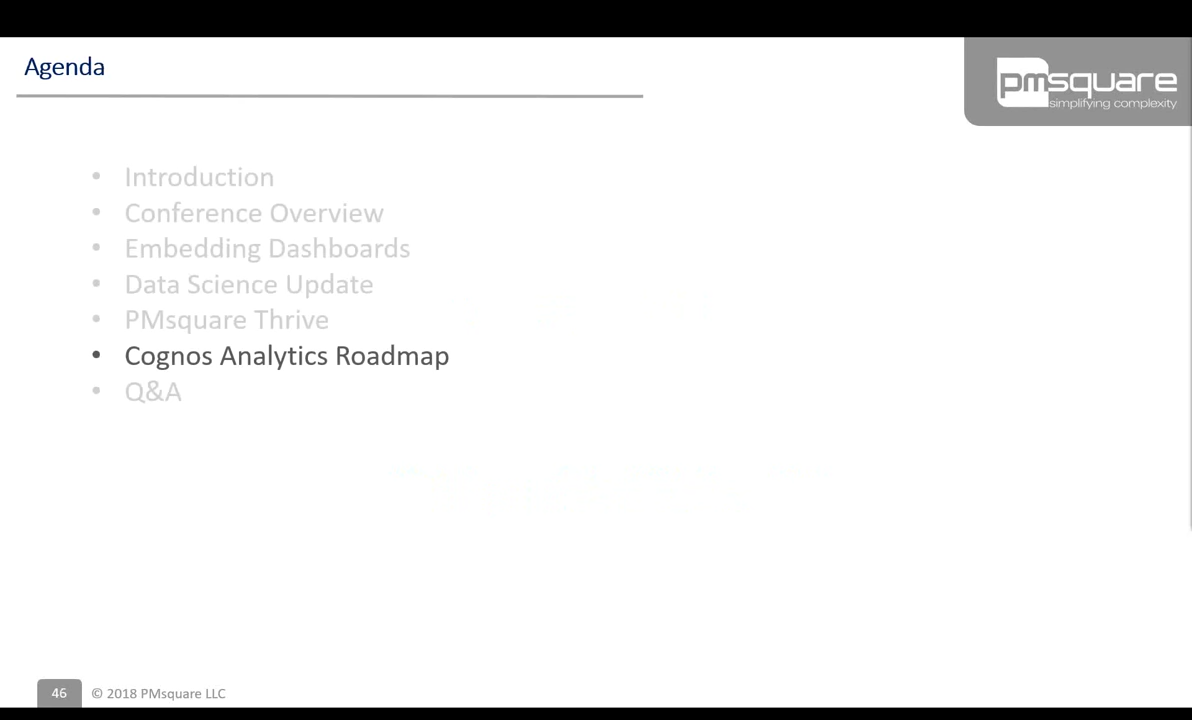 Agenda
pmsquare
simplifying complexity
• Introduction
• Conference Overview
• Embedding Dashboards
• Data Science Update
• PMsquare Thrive
• Cognos Analytics Roadmap
• Q&A
46 © 2018 PMsquare LLC